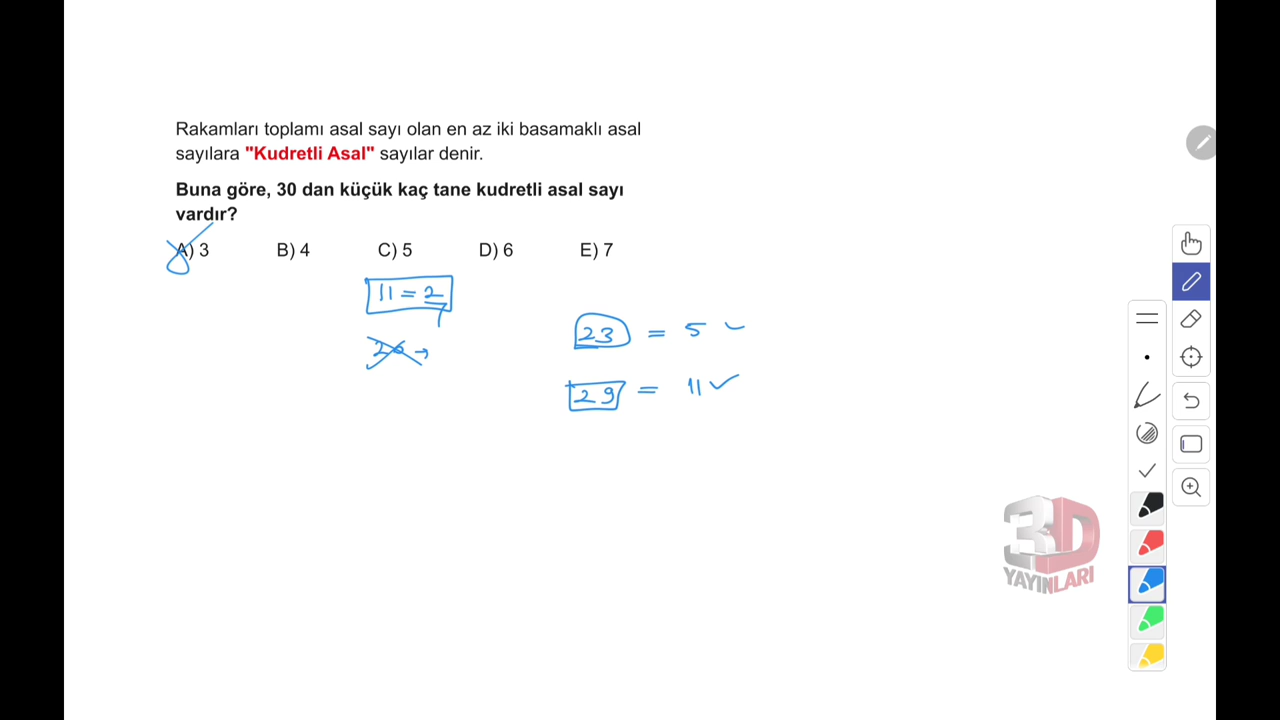 Rakamları toplamı asal sayı olan en az iki basamaklı asal
sayılara "Kudretli Asal" sayılar denir.
Buna göre, 30 dan küçük kaç tane kudretli asal sayı
vardır?
A) 3 B) 4 C) 5 D) 6 E) 7
11 = 2
23 = 5
29 = 11
3D
YAYINLARI